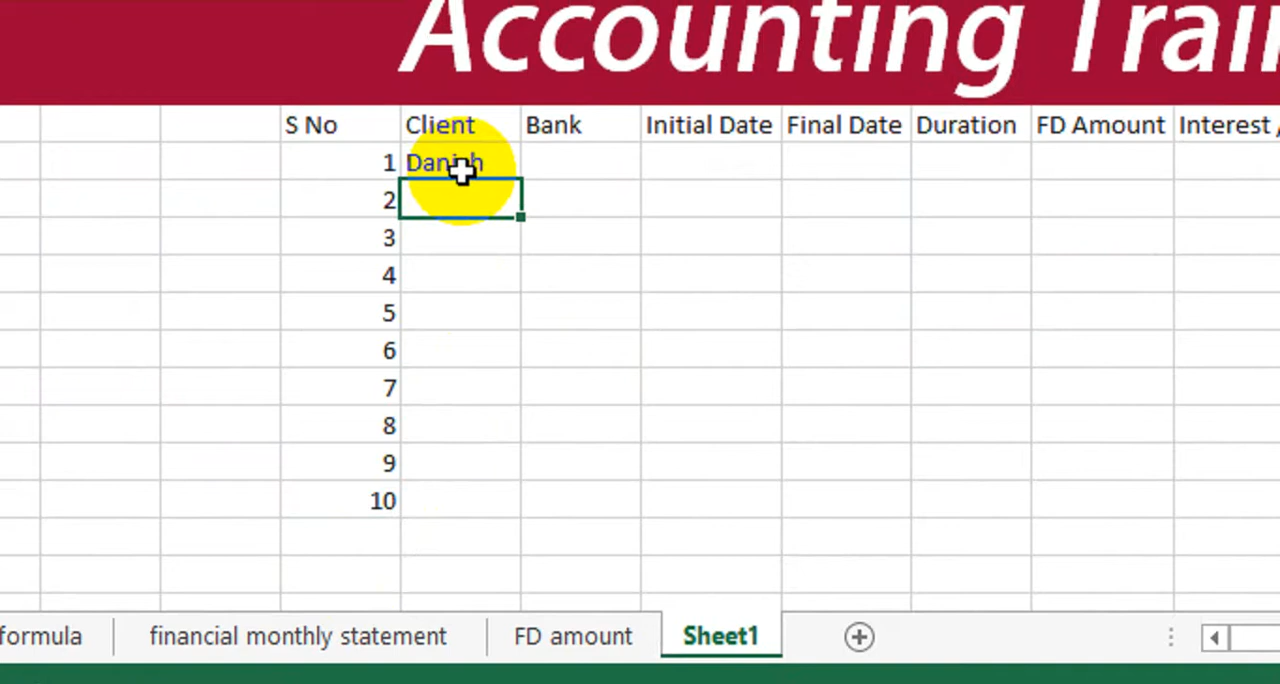 Accounting Trai
S No Client Bank Initial Date Final Date Duration FD Amount Interest
1 Danish
2
3
4
5
6
7
8
9
10
formula financial monthly statement FD amount Sheet1